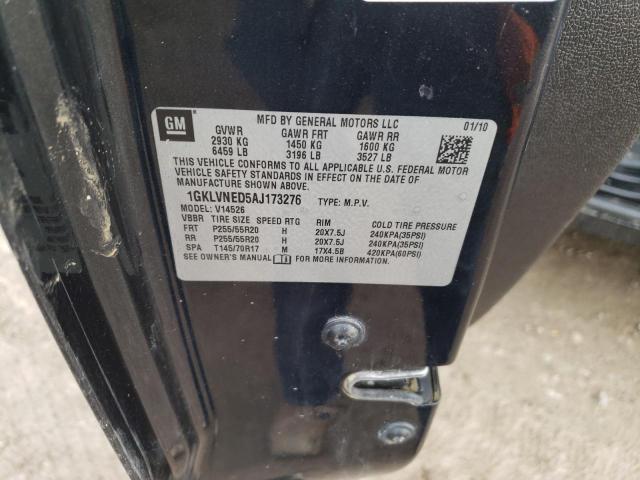 GM
MFD BY GENERAL MOTORS LLC 01/10
GVWR GAWR FRT GAWR RR
2930 KG 1450 KG 1600 KG
6459 LB 3196 LB 3527 LB
THIS VEHICLE CONFORMS TO ALL APPLICABLE U.S. FEDERAL MOTOR
VEHICLE SAFETY STANDARDS IN EFFECT ON THE DATE OF
MANUFACTURE SHOWN ABOVE.
1GKLVNED5AJ173276 TYPE: M.P.V.
MODEL: V14526
VBBR TIRE SIZE SPEED RTG RIM COLD TIRE PRESSURE
FRT P255/55R20 H 20X7.5J 240KPA(35PSI)
RR P255/55R20 H 20X7.5J 240KPA(35PSI)
SPA T145/70R17 M 17X4.5B 420KPA(60PSI)
SEE OWNER'S MANUAL FOR MORE INFORMATION.